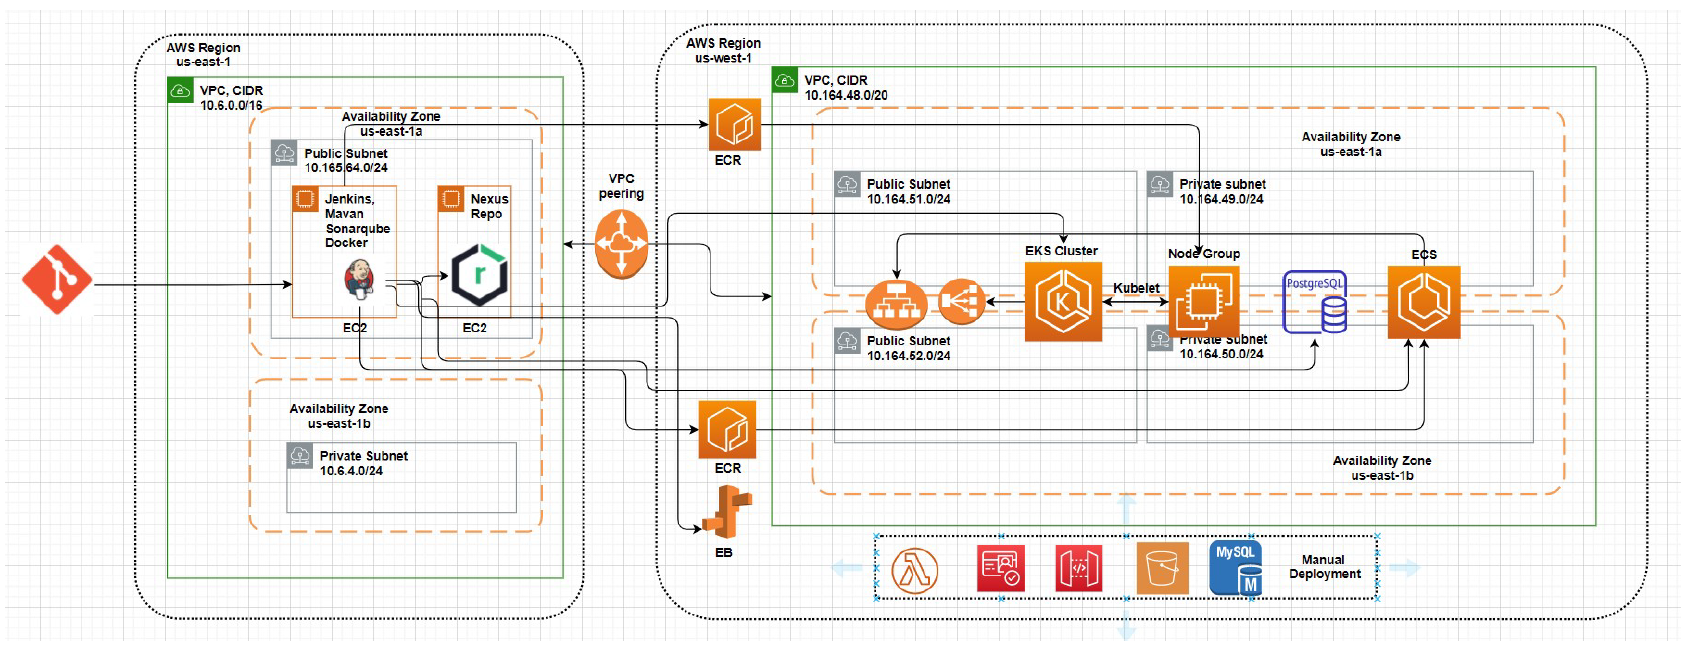 AWS Region
us-east-1
VPC, CIDR
10.6.0.0/16
Availability Zone
us-east-1a
Public Subnet
10.165.64.0/24
Jenkins,
Mavan
Sonarqube
Docker
EC2
Nexus
Repo
r
EC2
Availability Zone
us-east-1b
Private Subnet
10.6.4.0/24
VPC
peering
AWS Region
us-west-1
ECR
VPC, CIDR
10.164.48.0/20
Availability Zone
us-east-1a
Public Subnet
10.164.51.0/24
Private subnet
10.164.49.0/24
EKS Cluster
K
Kubelet
Node Group
PostgreSQL
ECS
Public Subnet
10.164.52.0/24
Private Subnet
10.164.50.0/24
Availability Zone
us-east-1b
ECR
EB
MySQL
M
Manual
Deployment